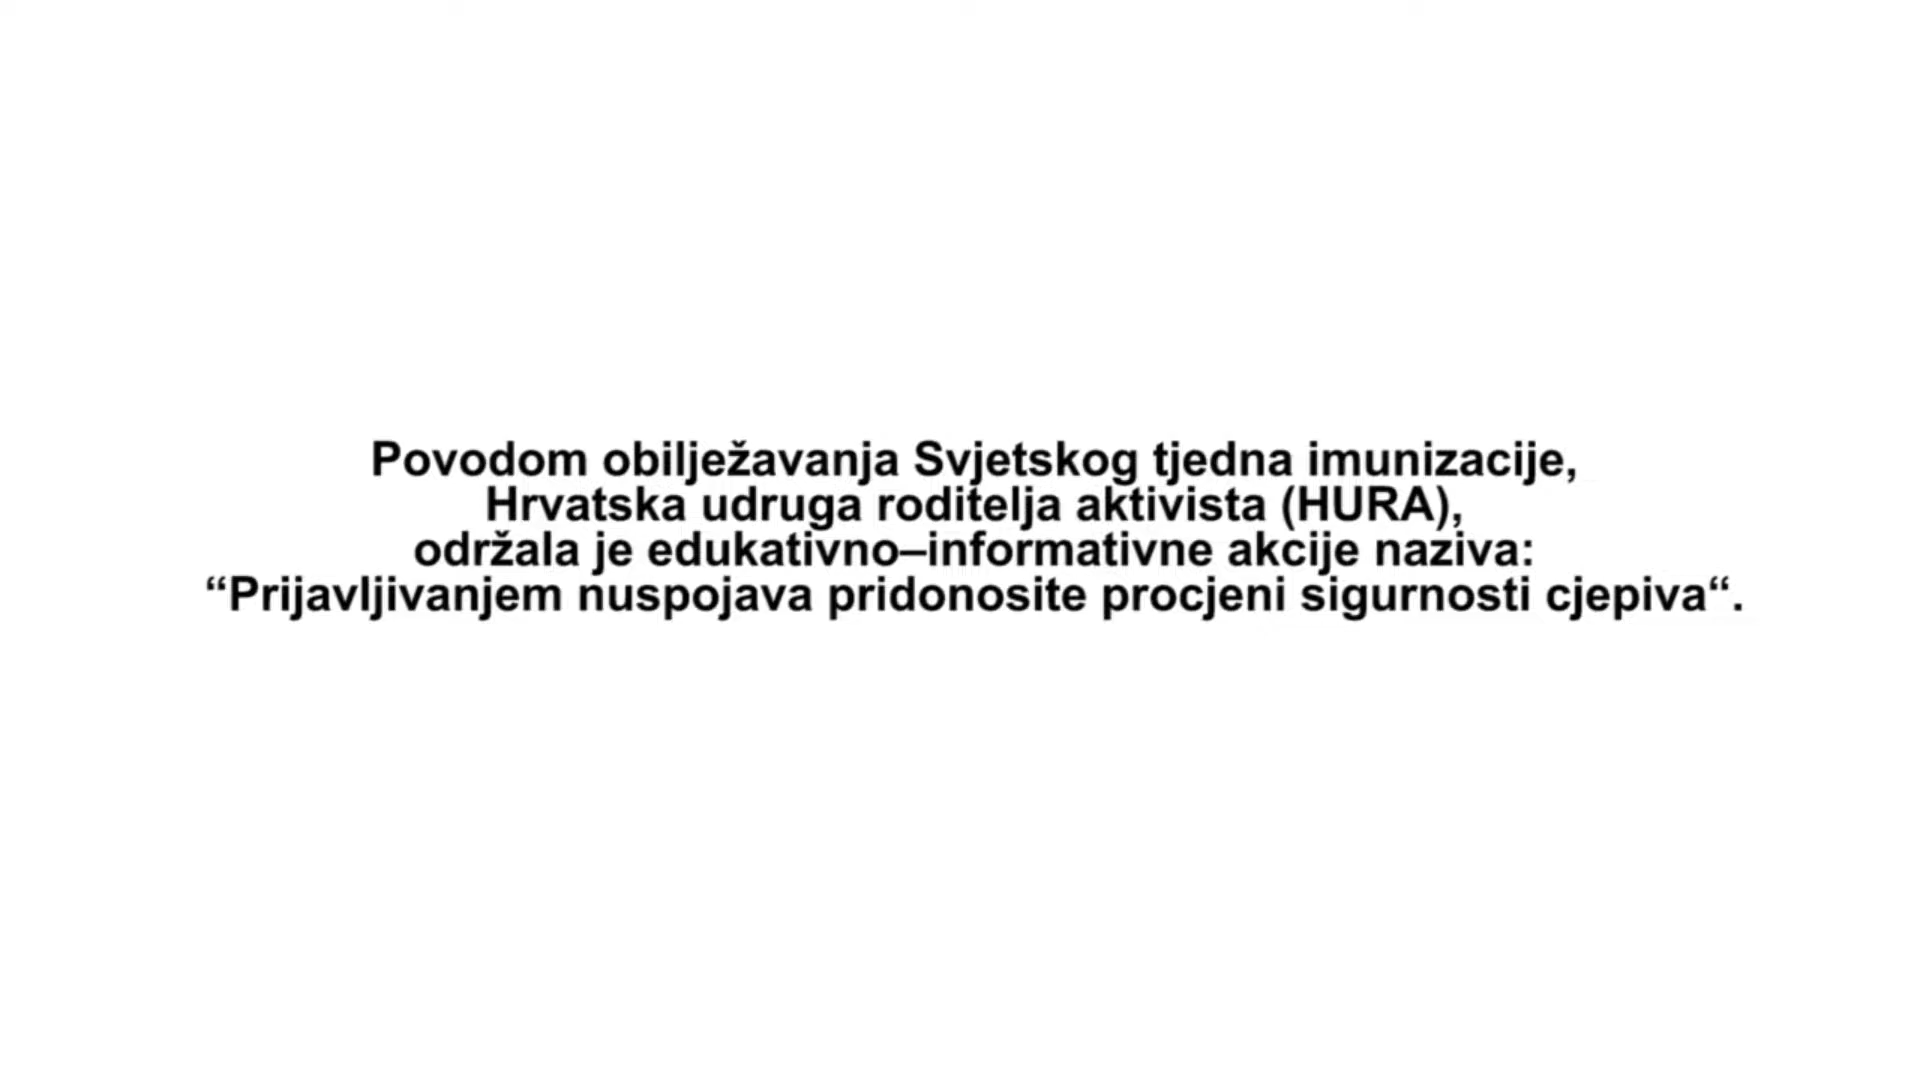 Povodom obilježavanja Svjetskog tjedna imunizacije,
Hrvatska udruga roditelja aktivista (HURA),
održala je edukativno–informativne akcije naziva:
“Prijavljivanjem nuspojava pridonosite procjeni sigurnosti cjepiva“.